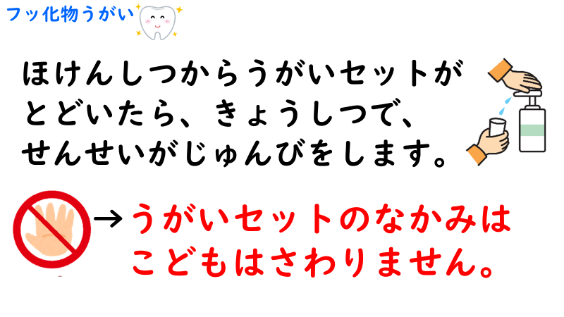 フッ化物うがい
ほけんしつからうがいセットが
とどいたら、きょうしつで、
せんせいがじゅんびをします。
→うがいセットのなかみは
こどもはさわりません。